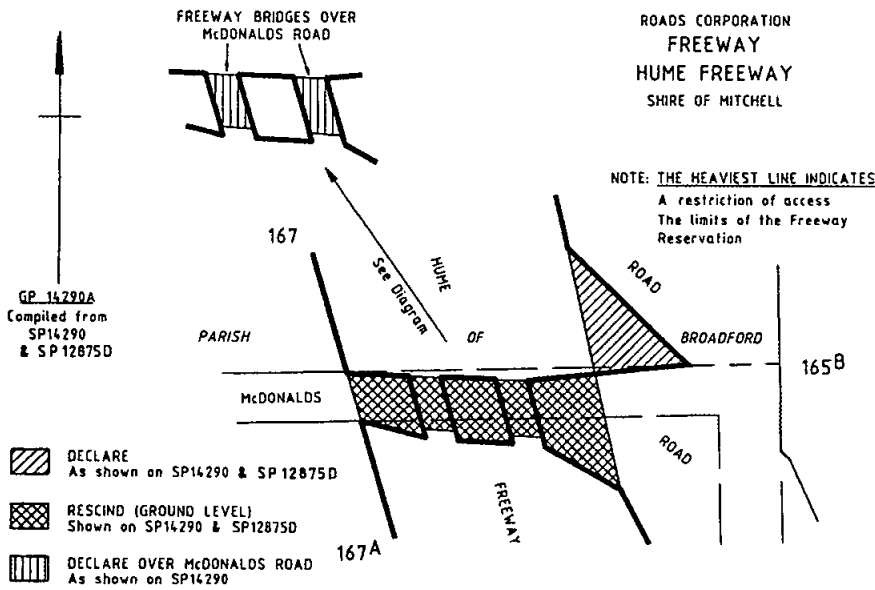 FREEWAY BRIDGES OVER
McDONALDS ROAD
ROADS CORPORATION
FREEWAY
HUME FREEWAY
SHIRE OF MITCHELL
NOTE: THE HEAVIEST LINE INDICATES
A restriction of access
The limits of the Freeway
Reservation
GP 14290A
Compiled from
SP14290
& SP12875D
167
See Diagram
HUME
ROAD
PARISH
OF
BROADFORD
165B
McDONALDS
ROAD
FREEWAY
167A
DECLARE
As shown on SP14290 & SP12875D
RESCIND (GROUND LEVEL)
Shown on SP14290 & SP12875D
DECLARE OVER McDONALDS ROAD
As shown on SP14290